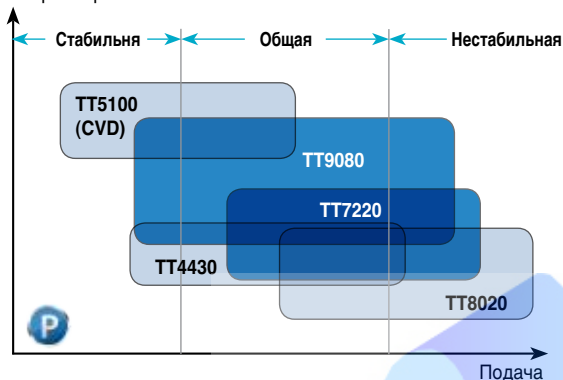 Стабильня
Общая
Нестабильная
TT5100
(CVD)
TT9080
TT7220
TT4430
TT8020
P
Подача